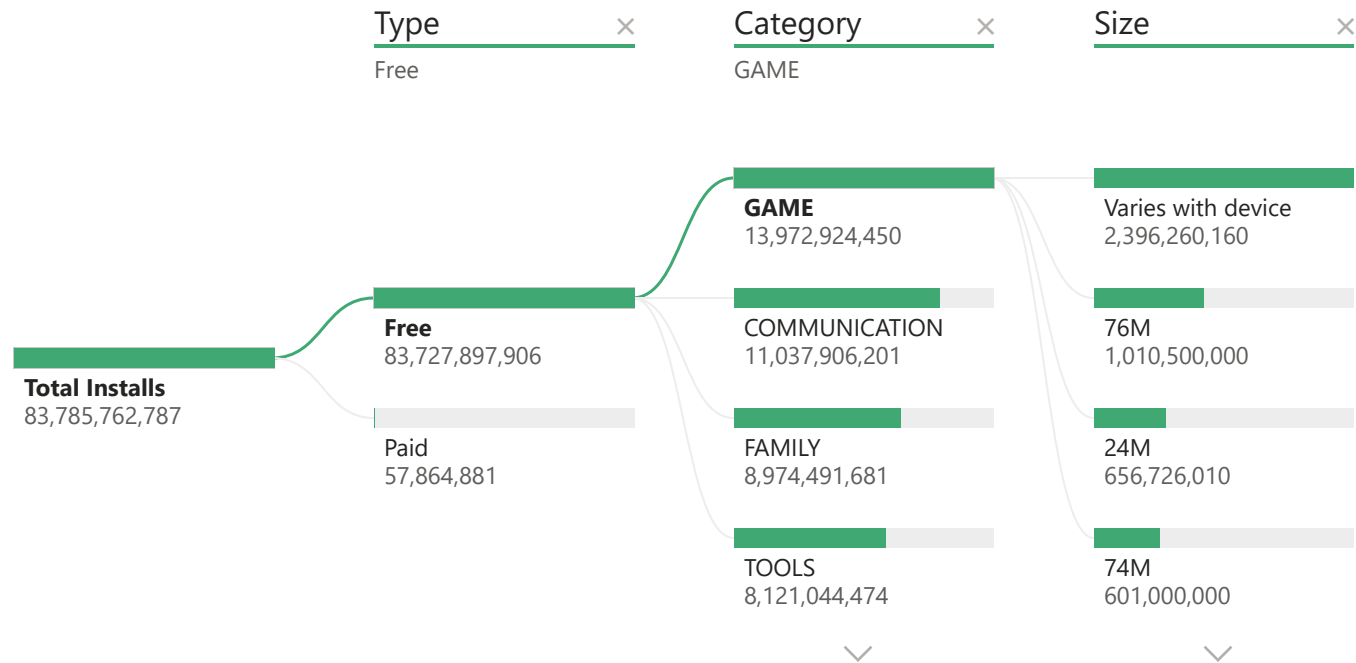 Type
Free
Category
GAME
Size
Total Installs
83,785,762,787
Free
83,727,897,906
Paid
57,864,881
GAME
13,972,924,450
COMMUNICATION
11,037,906,201
FAMILY
8,974,491,681
TOOLS
8,121,044,474
Varies with device
2,396,260,160
76M
1,010,500,000
24M
656,726,010
74M
601,000,000